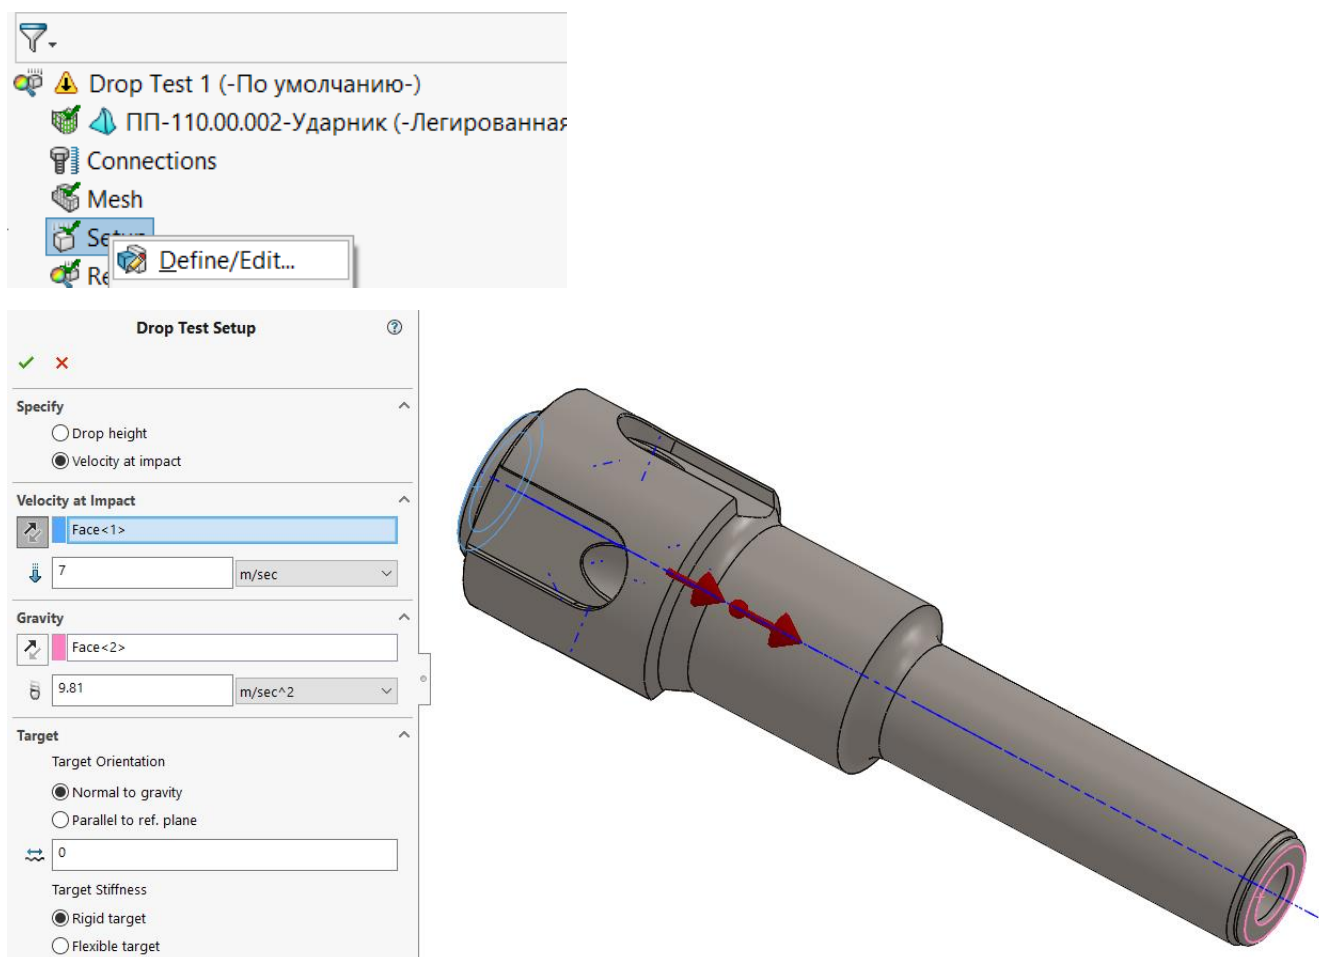 Drop Test 1 (-По умолчанию-)
ПП-110.00.002-Ударник (-Легированная
Connections
Mesh
Define/Edit...
Drop Test Setup
Specify
Drop height
Velocity at impact
Velocity at Impact
Face<1>
7 m/sec
Gravity
Face<2>
9.81 m/sec^2
Target
Target Orientation
Normal to gravity
Parallel to ref. plane
0
Target Stiffness
Rigid target
Flexible target